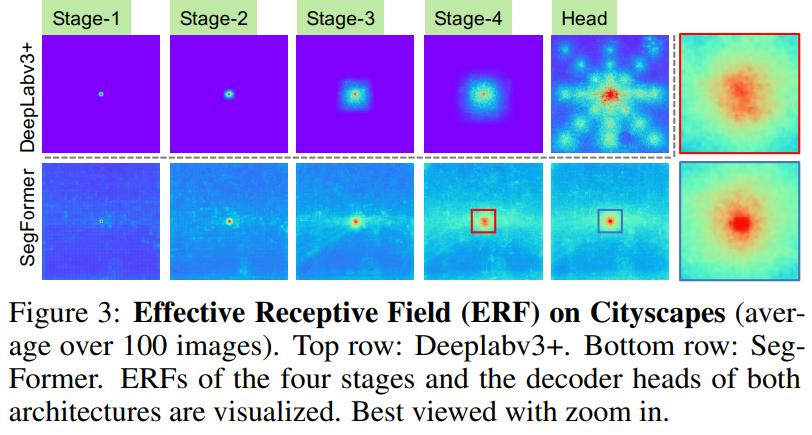 Stage-1 Stage-2 Stage-3 Stage-4 Head
DeepLabv3+
SegFormer
Figure 3: Effective Receptive Field (ERF) on Cityscapes (aver-
age over 100 images). Top row: Deeplabv3+. Bottom row: Seg-
Former. ERFs of the four stages and the decoder heads of both
architectures are visualized. Best viewed with zoom in.